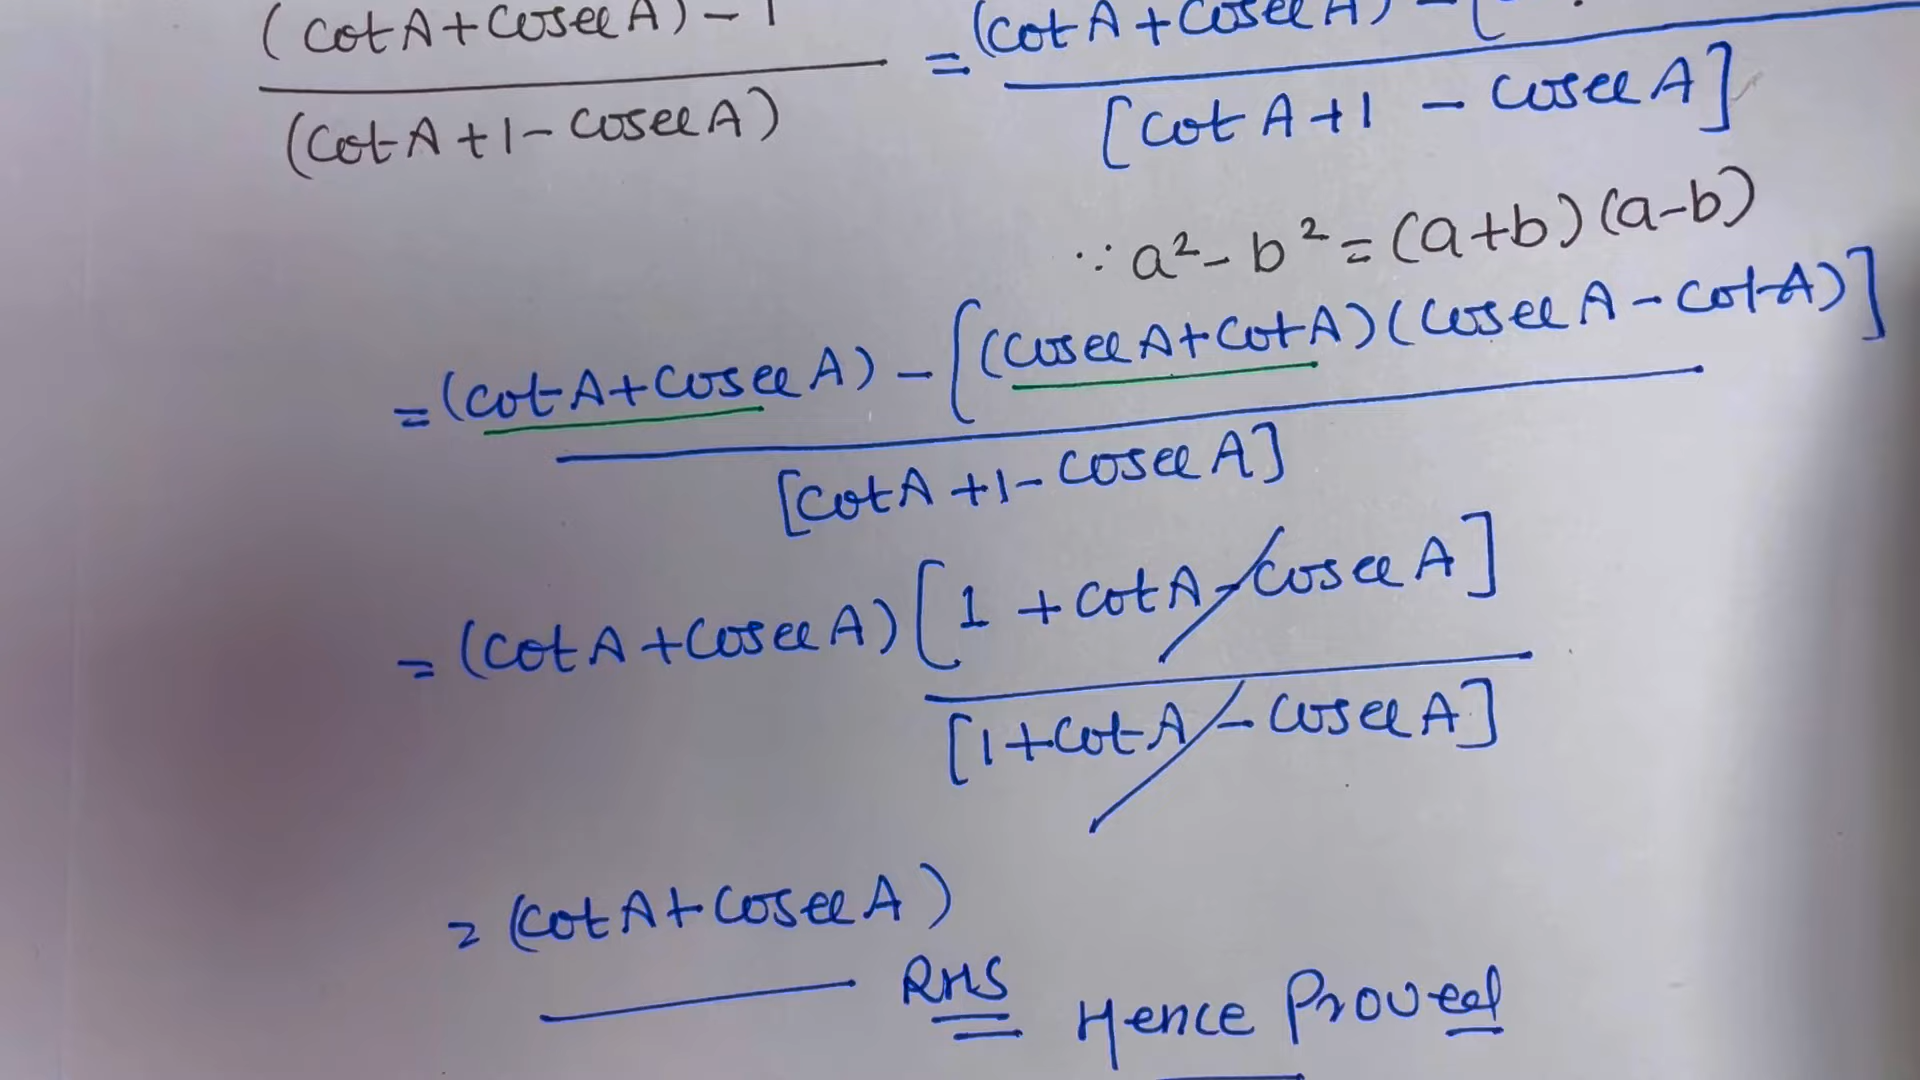 (cotA+cosecA)-1 = (cotA+cosecA)-[
(cotA+1-cosecA) [cotA+1-cosecA]
∵ a²-b²=(a+b)(a-b)
=(cotA+cosecA)-[(cosecA+cotA)(cosecA-cotA)]
[cotA+1-cosecA]
=(cotA+cosecA)[1+cotA-cosecA]
[1+cotA-cosecA]
=(cotA+cosecA)
RHS
Hence Proved